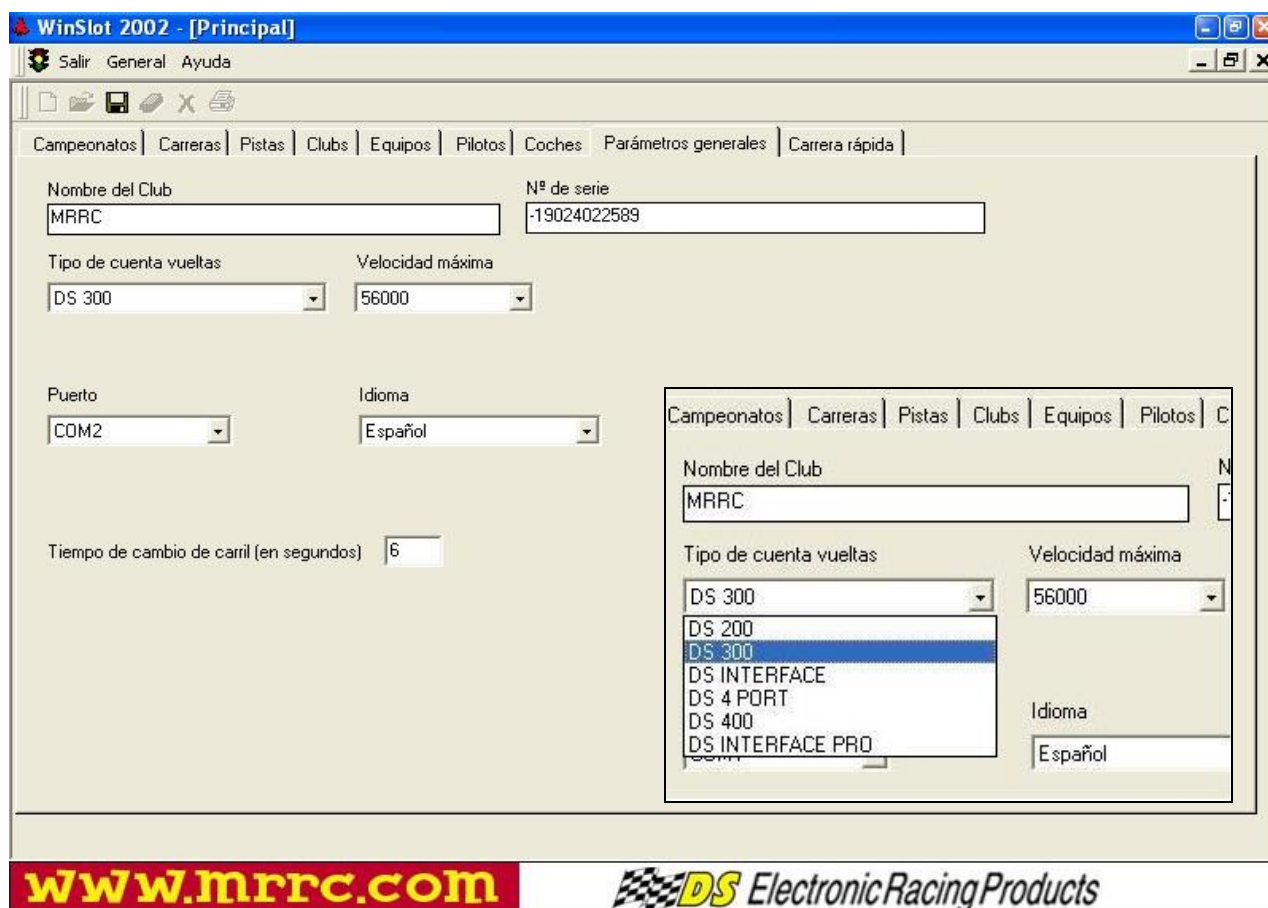 WinSlot 2002 - [Principal]
Salir General Ayuda
Campeonatos Carreras Pistas Clubs Equipos Pilotos Coches Parámetros generales Carrera rápida
Nombre del Club Nº de serie
MRRC -19024022589
Tipo de cuenta vueltas Velocidad máxima
DS 300 56000
Puerto Idioma
COM2 Español
Tiempo de cambio de carril (en segundos) 6
Campeonatos Carreras Pistas Clubs Equipos Pilotos C
Nombre del Club N
MRRC
Tipo de cuenta vueltas Velocidad máxima
DS 300 56000
DS 200
DS 300
DS INTERFACE
DS 4 PORT
DS 400
DS INTERFACE PRO
Idioma
Español
www.mrrc.com DS Electronic Racing Products